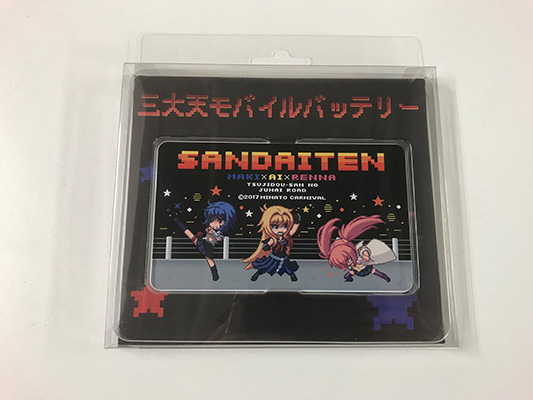 三大天モバイルバッテリー
SANDAITEN
MAKI×AI×RENNA
TSUJIDOU-SAN NO
JUNAI ROAD
©2017 MINATO CARNIVAL